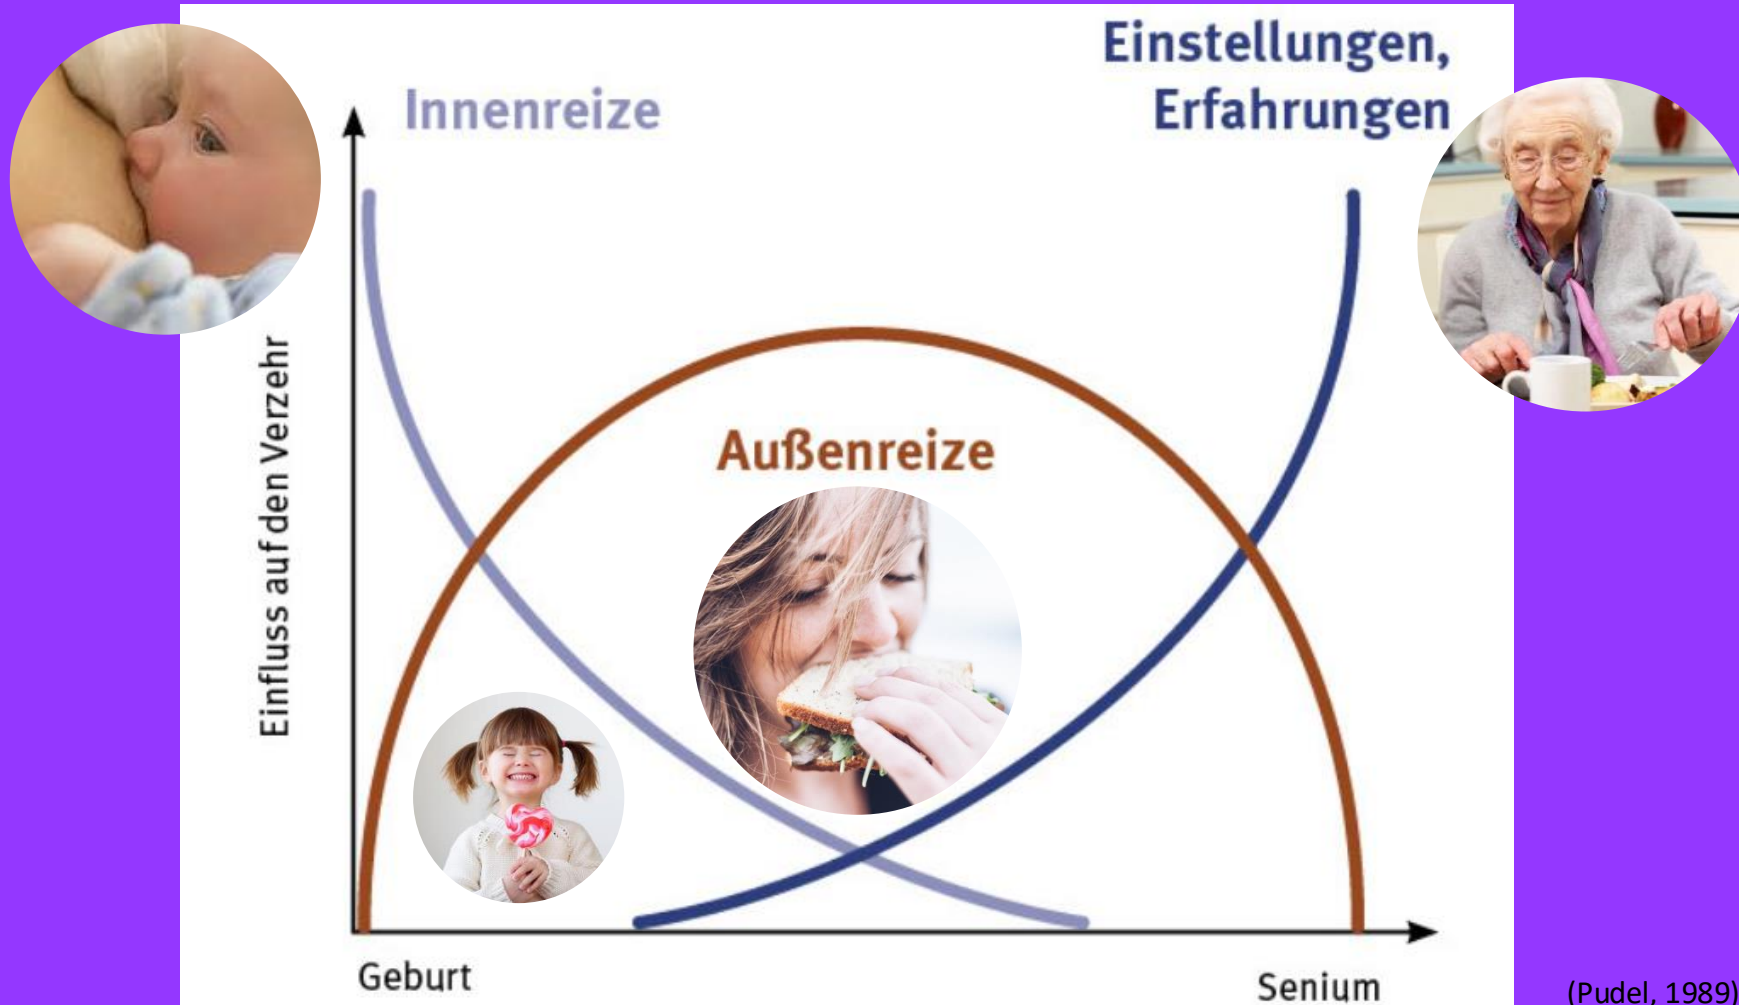 Einstellungen,
Innenreize
Erfahrungen
Einfluss auf den Verzehr
Außenreize
Geburt
Senium
(Pudel, 1989)